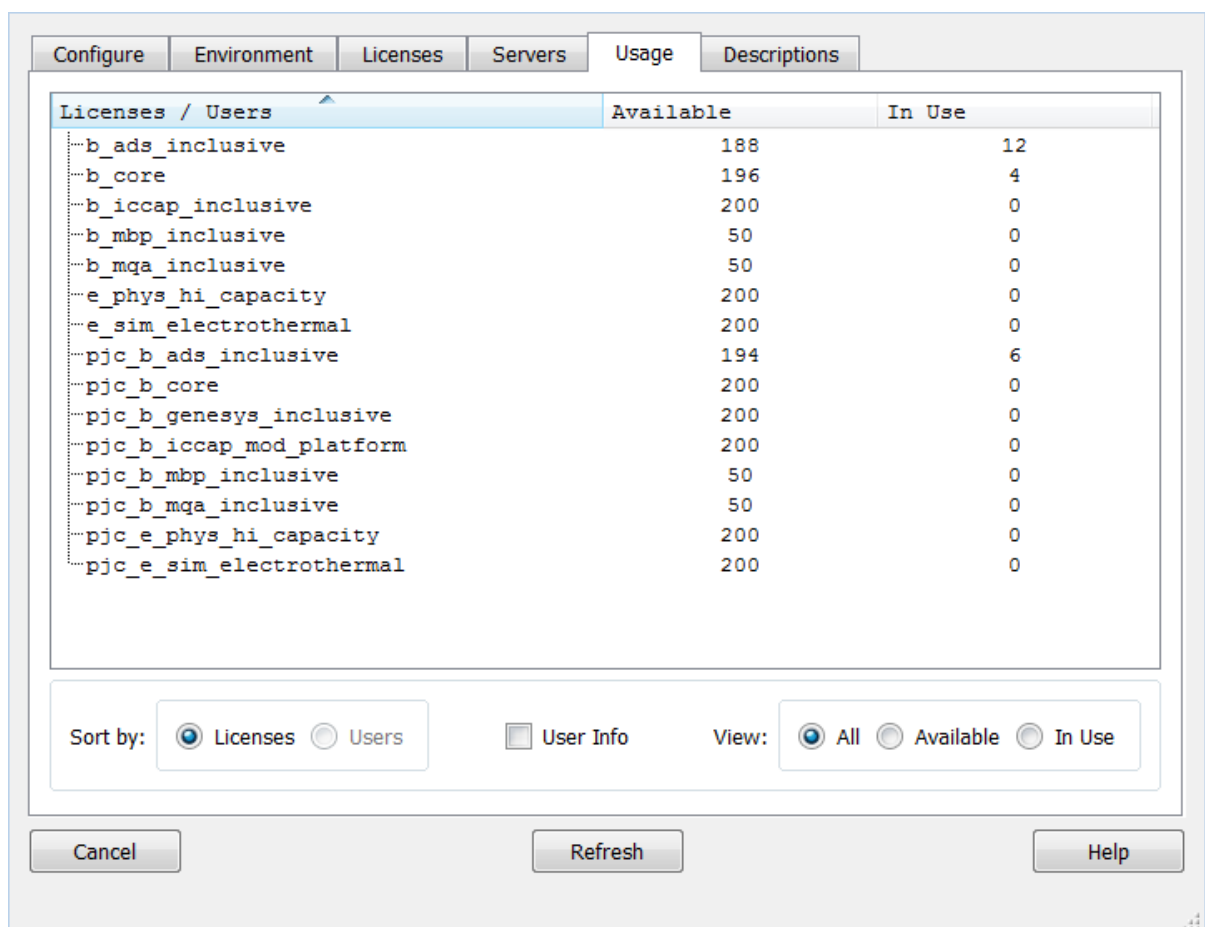 Configure Environment Licenses Servers Usage Descriptions
Licenses / Users Available In Use
b_ads_inclusive 188 12
b_core 196 4
b_iccap_inclusive 200 0
b_mbp_inclusive 50 0
b_mqa_inclusive 50 0
e_phys_hi_capacity 200 0
e_sim_electrothermal 200 0
pjc_b_ads_inclusive 194 6
pjc_b_core 200 0
pjc_b_genesys_inclusive 200 0
pjc_b_iccap_mod_platform 200 0
pjc_b_mbp_inclusive 50 0
pjc_b_mqa_inclusive 50 0
pjc_e_phys_hi_capacity 200 0
pjc_e_sim_electrothermal 200 0
Sort by: Licenses Users User Info View: All Available In Use
Cancel Refresh Help